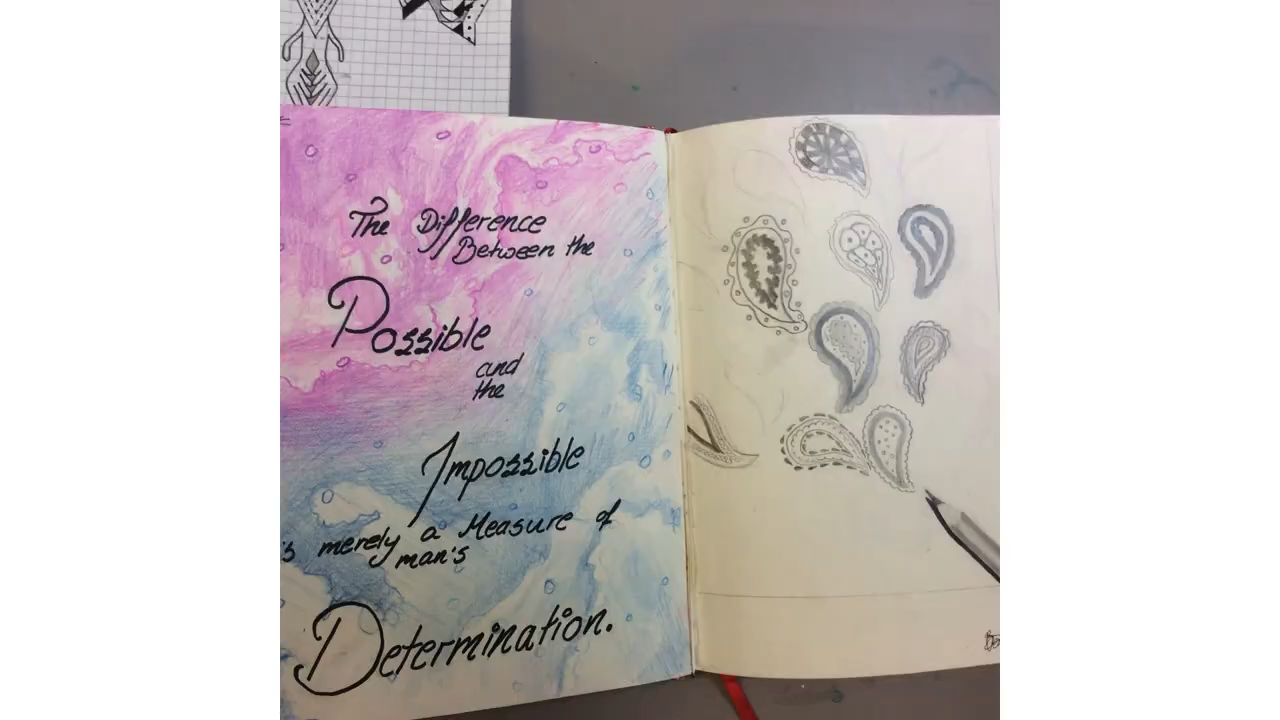 The Difference
Between the
Possible
and
the
Impossible
is merely a Measure of
man's
Determination.